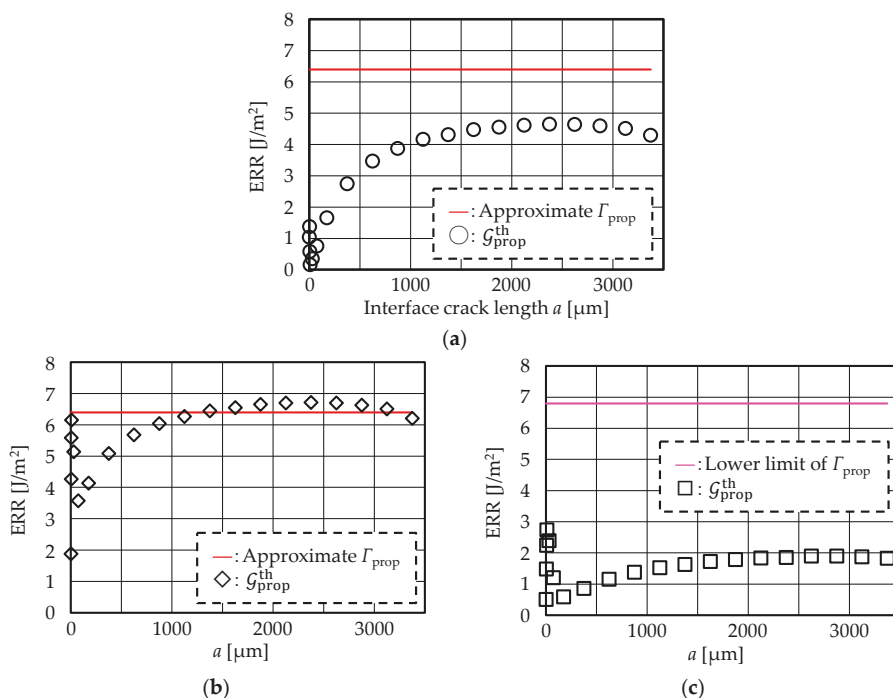 8
7
6
5
4
3
2
1
0
ERR [J/m²]
—: Approximate Γprop
○: 𝒢ᵗʰprop
0 1000 2000 3000
Interface crack length a [μm]
(a)
8
7
6
5
4
3
2
1
0
ERR [J/m²]
—: Approximate Γprop
◇: 𝒢ᵗʰprop
0 1000 2000 3000
a [μm]
(b)
8
7
6
5
4
3
2
1
0
ERR [J/m²]
—: Lower limit of Γprop
□: 𝒢ᵗʰprop
0 1000 2000 3000
a [μm]
(c)